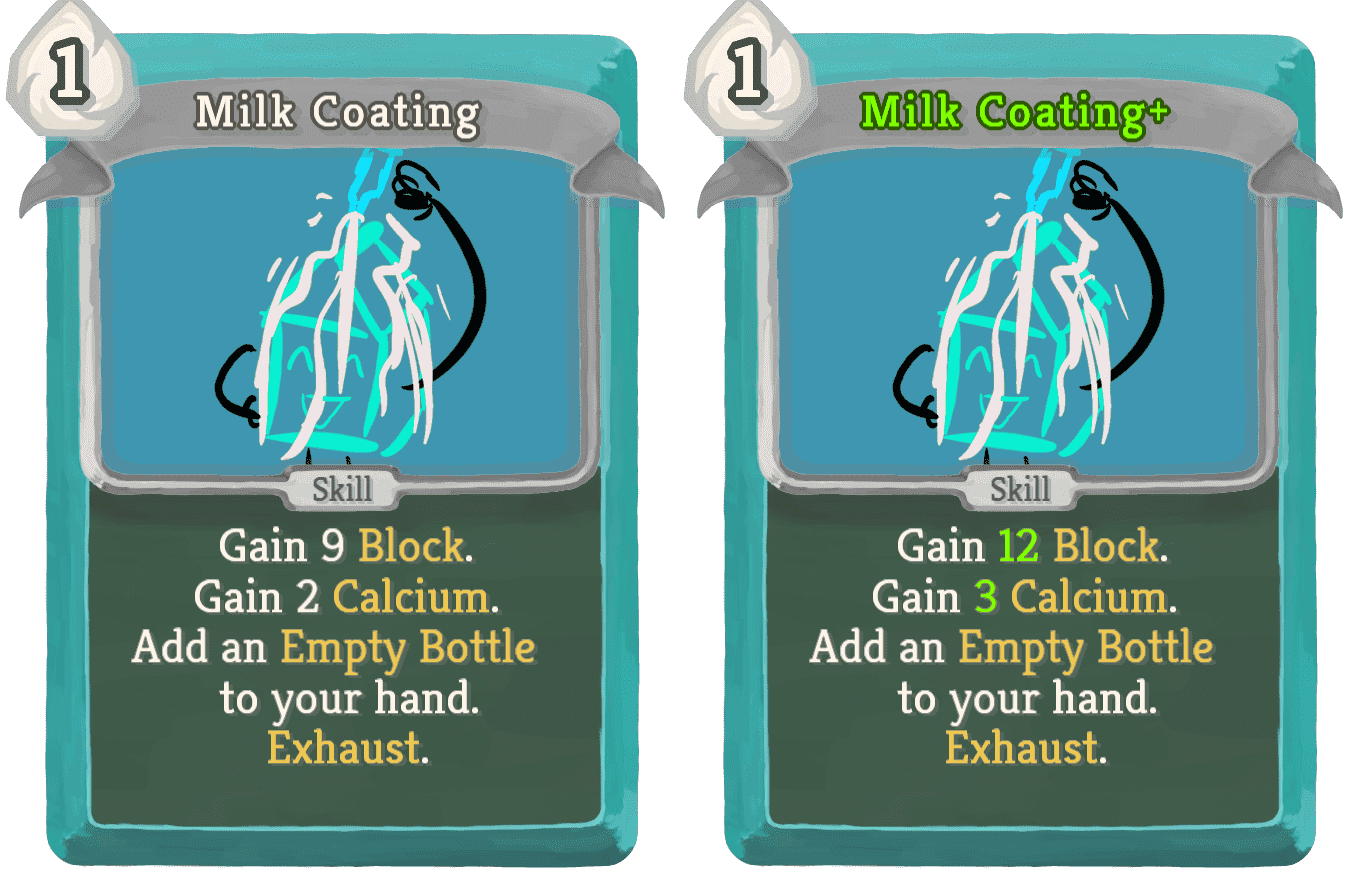 1
Milk Coating
Skill
Gain 9 Block.
Gain 2 Calcium.
Add an Empty Bottle
to your hand.
Exhaust.
1
Milk Coating+
Skill
Gain 12 Block.
Gain 3 Calcium.
Add an Empty Bottle
to your hand.
Exhaust.